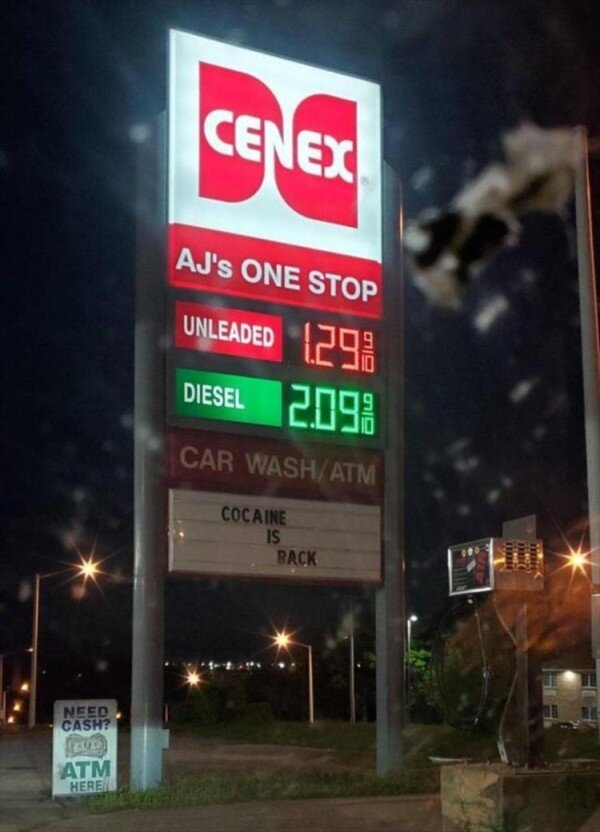 CENEX
AJ's ONE STOP
UNLEADED 1.29 9/10
DIESEL 2.09 9/10
CAR WASH/ATM
COCAINE
IS
BACK
NEED
CASH?
ATM
HERE